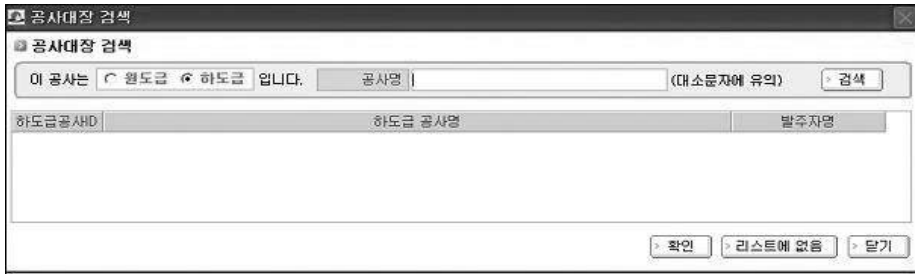 공사대장 검색
공사대장 검색
이 공사는 원도급 하도급 입니다. 공사명 (대소문자에 유의) 검색
하도급공사ID 하도급 공사명 발주자명
확인 리스트에 없음 닫기